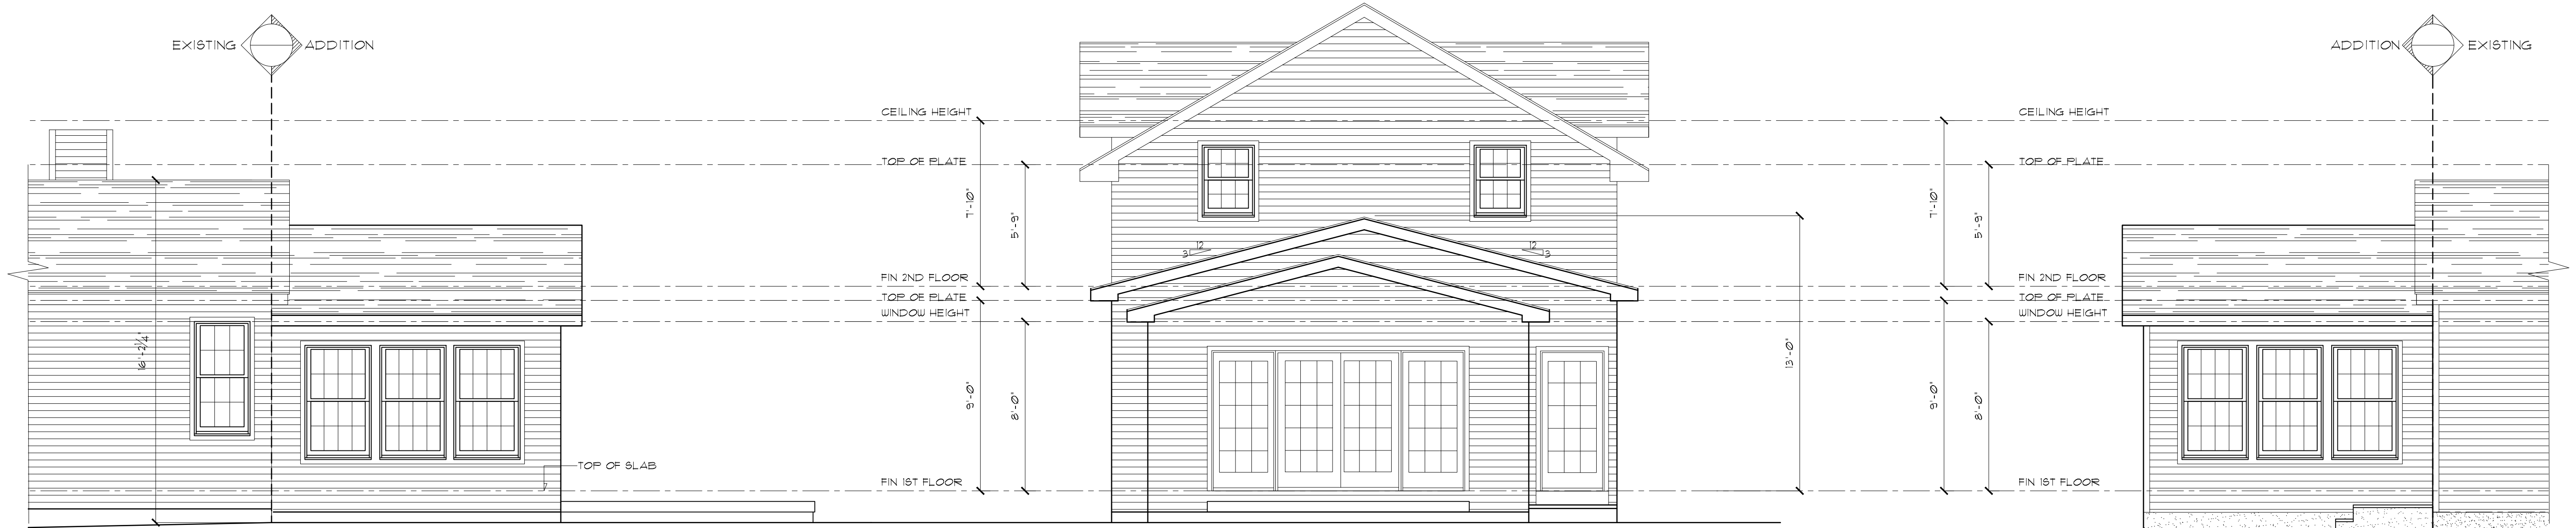 EXISTING ADDITION
ADDITION EXISTING
CEILING HEIGHT
TOP OF PLATE
7'-10"
5'-9"
FIN 2ND FLOOR
TOP OF PLATE
WINDOW HEIGHT
16'-2 1/4"
9'-0"
8'-0"
TOP OF SLAB
FIN 1ST FLOOR
12
3
12
3
13'-0"
CEILING HEIGHT
TOP OF PLATE
7'-10"
5'-9"
FIN 2ND FLOOR
TOP OF PLATE
WINDOW HEIGHT
9'-0"
8'-0"
FIN 1ST FLOOR